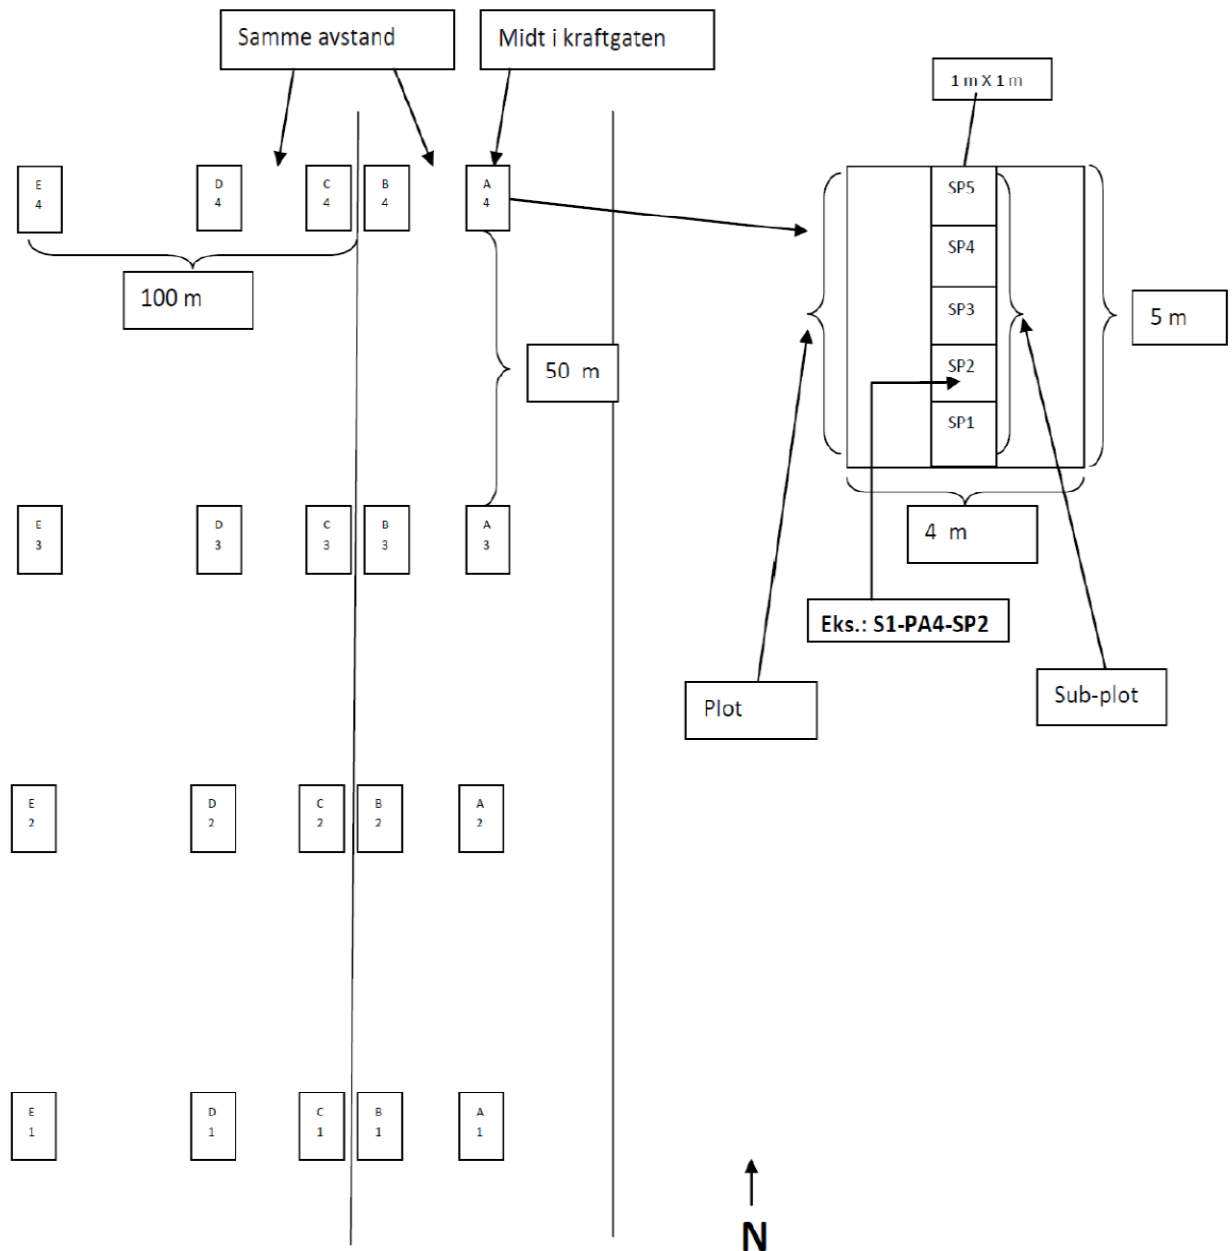 Samme avstand
Midt i kraftgaten
1 m X 1 m
E
4
D
4
C
4
B
4
A
4
SP5
SP4
SP3
SP2
SP1
100 m
50 m
5 m
4 m
E
3
D
3
C
3
B
3
A
3
Eks.: S1-PA4-SP2
Plot
Sub-plot
E
2
D
2
C
2
B
2
A
2
E
1
D
1
C
1
B
1
A
1
N